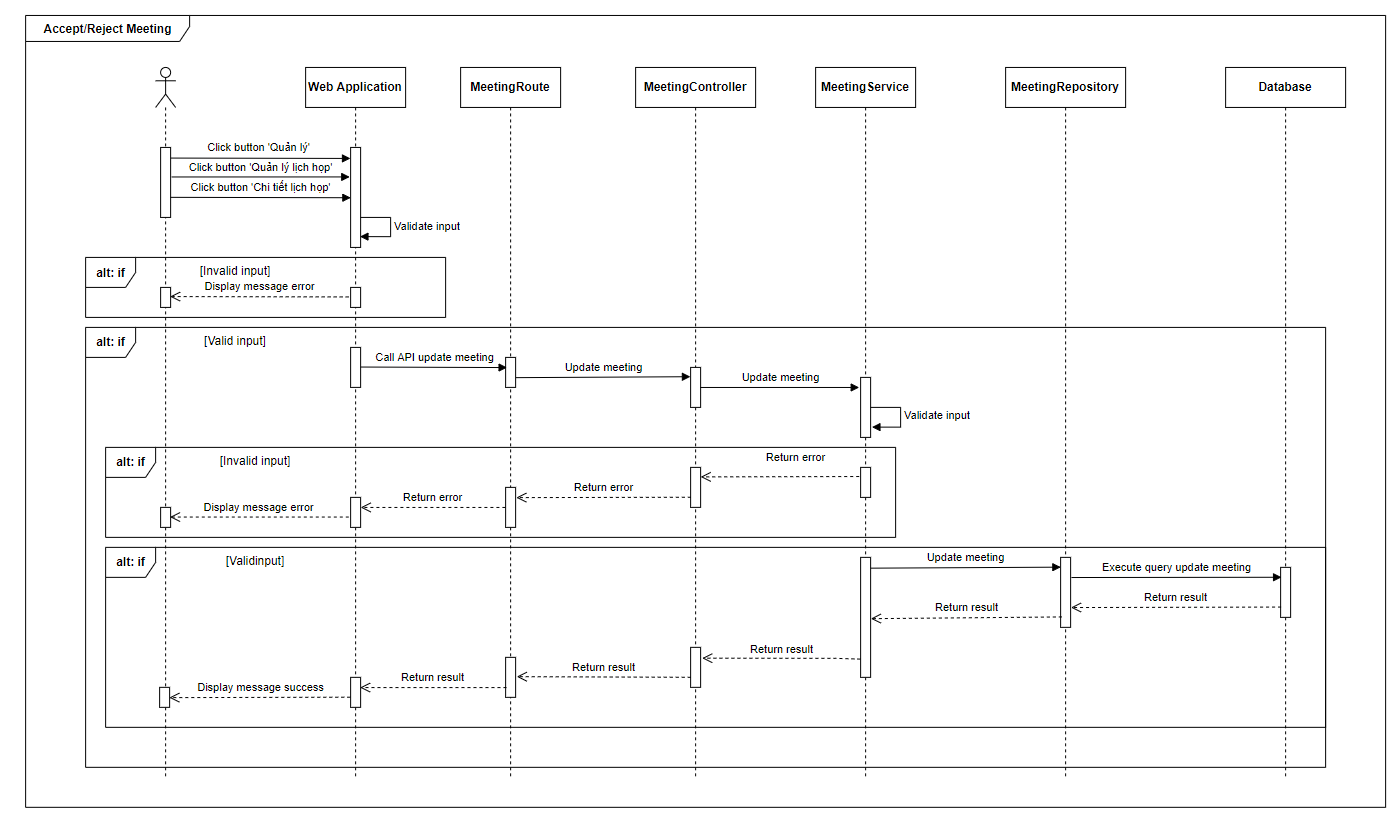 Accept/Reject Meeting
Web Application
MeetingRoute
MeetingController
MeetingService
MeetingRepository
Database
Click button 'Quản lý'
Click button 'Quản lý lịch họp'
Click button 'Chi tiết lịch họp'
Validate input
alt: if
[Invalid input]
Display message error
alt: if
[Valid input]
Call API update meeting
Update meeting
Update meeting
Validate input
alt: if
[Invalid input]
Return error
Return error
Return error
Display message error
alt: if
[Validinput]
Update meeting
Execute query update meeting
Return result
Return result
Return result
Return result
Return result
Display message success